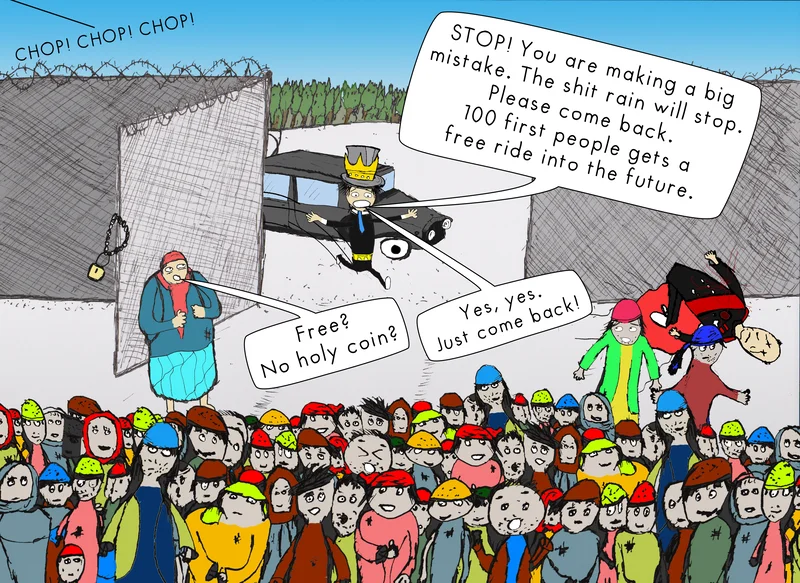 CHOP! CHOP! CHOP!
STOP! You are making a big
mistake. The shit rain will stop.
Please come back.
100 first people gets a
free ride into the future.
Free?
No holy coin?
Yes, yes.
Just come back!